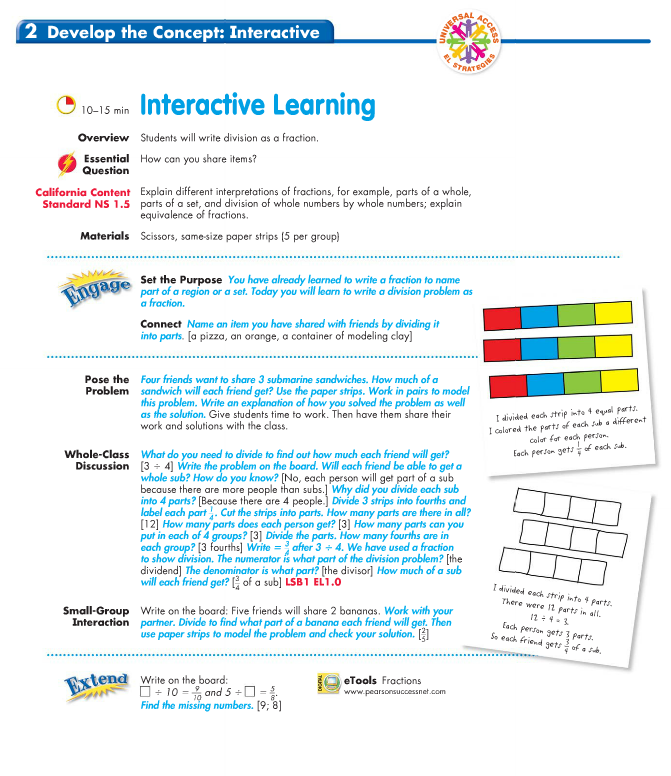 2 Develop the Concept: Interactive
UNIVERSAL ACCESS
EL STRATEGIES
10–15 min
Interactive Learning
Overview
Students will write division as a fraction.
Essential
Question
How can you share items?
California Content
Standard NS 1.5
Explain different interpretations of fractions, for example, parts of a whole,
parts of a set, and division of whole numbers by whole numbers; explain
equivalence of fractions.
Materials
Scissors, same-size paper strips (5 per group)
Engage
Set the Purpose You have already learned to write a fraction to name
part of a region or a set. Today you will learn to write a division problem as
a fraction.
Connect Name an item you have shared with friends by dividing it
into parts. [a pizza, an orange, a container of modeling clay]
Pose the
Problem
Four friends want to share 3 submarine sandwiches. How much of a
sandwich will each friend get? Use the paper strips. Work in pairs to model
this problem. Write an explanation of how you solved the problem as well
as the solution. Give students time to work. Then have them share their
work and solutions with the class.
I divided each strip into 4 equal parts.
I colored the parts of each sub a different
color for each person.
Each person gets 1/4 of each sub.
Whole-Class
Discussion
What do you need to divide to find out how much each friend will get?
[3 ÷ 4] Write the problem on the board. Will each friend be able to get a
whole sub? How do you know? [No, each person will get part of a sub
because there are more people than subs.] Why did you divide each sub
into 4 parts? [Because there are 4 people.] Divide 3 strips into fourths and
label each part 1/4. Cut the strips into parts. How many parts are there in all?
[12] How many parts does each person get? [3] How many parts can you
put in each of 4 groups? [3] Divide the parts. How many fourths are in
each group? [3 fourths] Write = 3/4 after 3 ÷ 4. We have used a fraction
to show division. The numerator is what part of the division problem? [the
dividend] The denominator is what part? [the divisor] How much of a sub
will each friend get? [3/4 of a sub] LSB1 EL1.0
I divided each strip into 4 parts.
There were 12 parts in all.
12 ÷ 4 = 3.
Each person gets 3 parts.
So each friend gets 3/4 of a sub.
Small-Group
Interaction
Write on the board: Five friends will share 2 bananas. Work with your
partner. Divide to find what part of a banana each friend will get. Then
use paper strips to model the problem and check your solution. [2/5]
Extend
Write on the board:
□ ÷ 10 = 9/10 and 5 ÷ □ = 5/8.
Find the missing numbers. [9; 8]
DIGITAL
eTools Fractions
www.pearsonsuccessnet.com